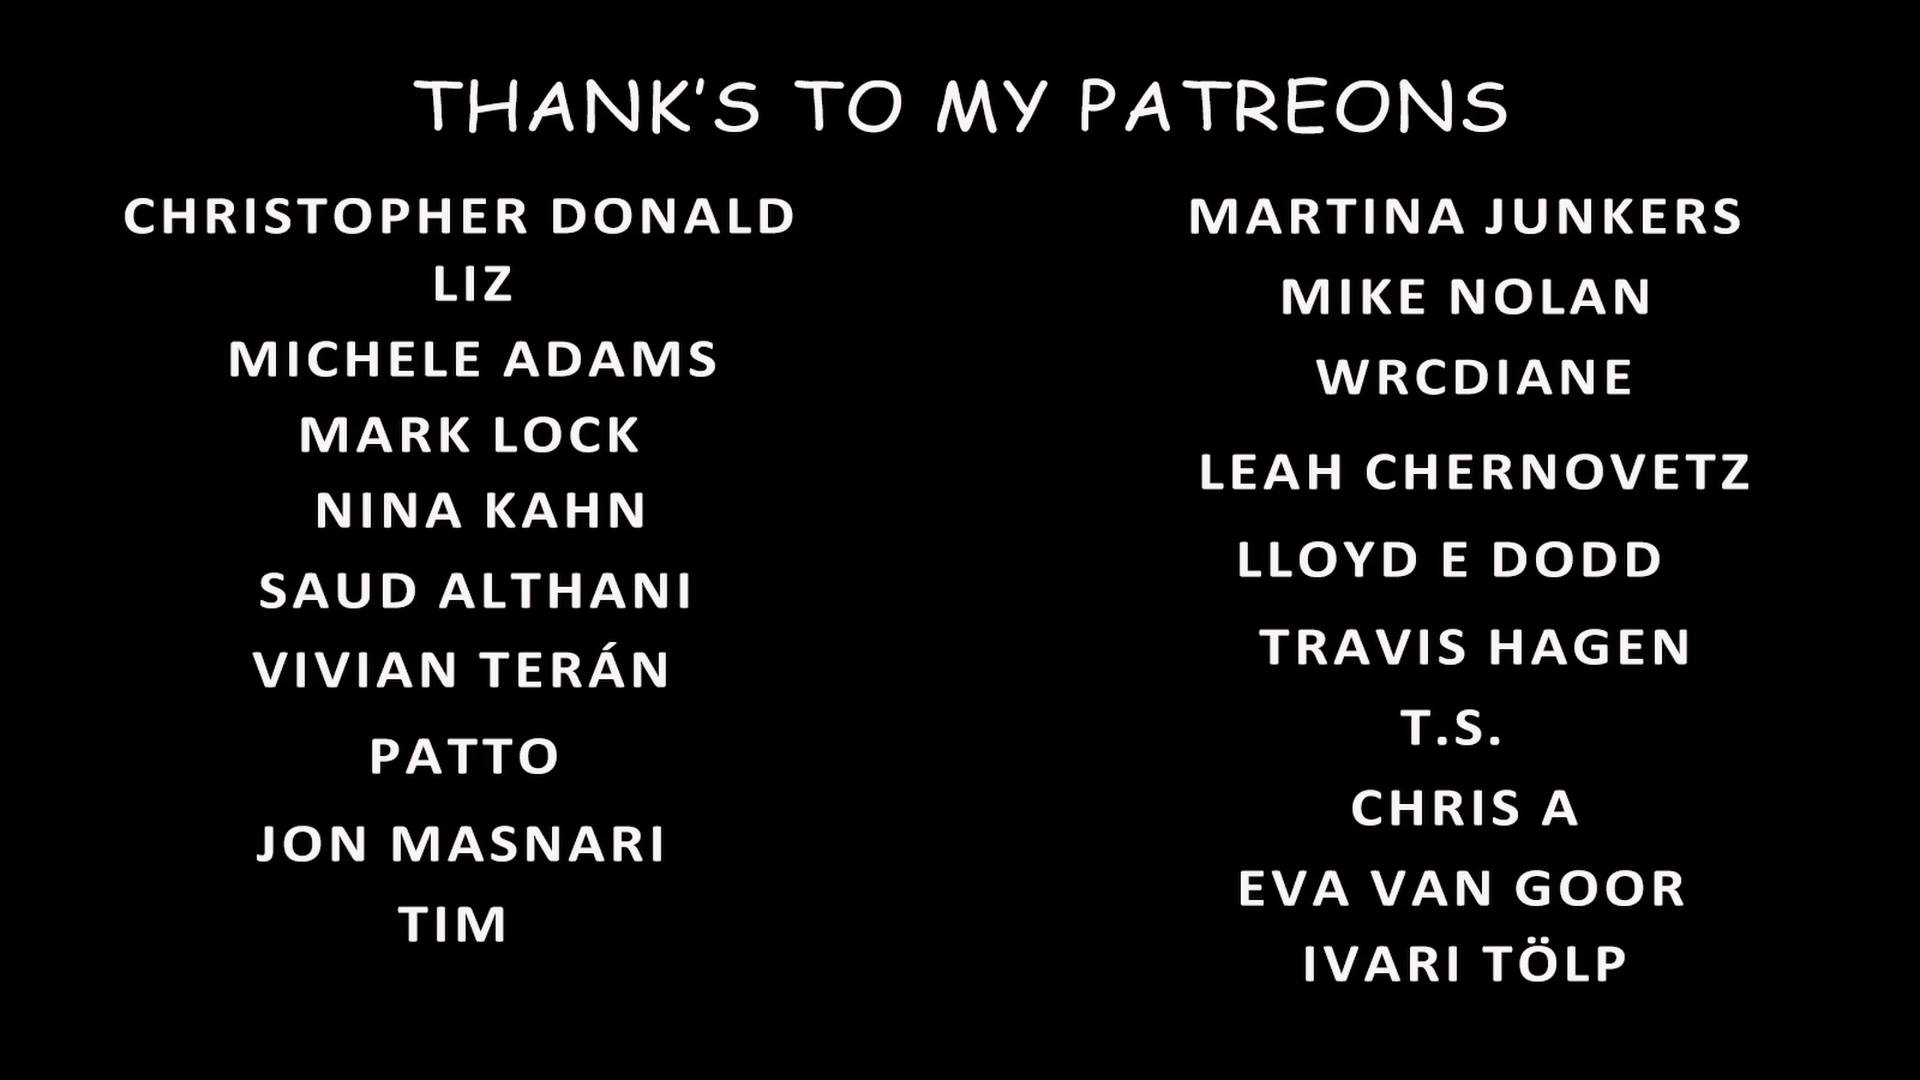 THANK'S TO MY PATREONS
CHRISTOPHER DONALD
LIZ
MICHELE ADAMS
MARK LOCK
NINA KAHN
SAUD ALTHANI
VIVIAN TERÁN
PATTO
JON MASNARI
TIM
MARTINA JUNKERS
MIKE NOLAN
WRCDIANE
LEAH CHERNOVETZ
LLOYD E DODD
TRAVIS HAGEN
T.S.
CHRIS A
EVA VAN GOOR
IVARI TÖLP